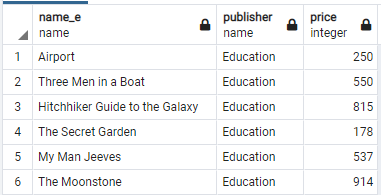 name_e publisher price
name name integer
1 Airport Education 250
2 Three Men in a Boat Education 550
3 Hitchhiker Guide to the Galaxy Education 815
4 The Secret Garden Education 178
5 My Man Jeeves Education 537
6 The Moonstone Education 914